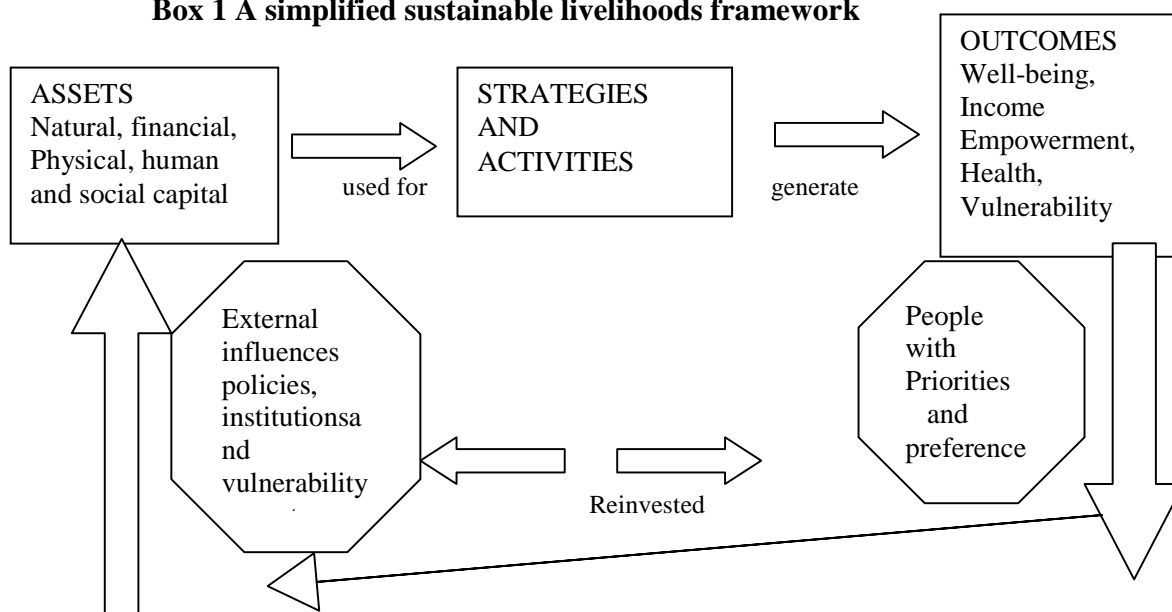 Box 1 A simplified sustainable livelihoods framework
ASSETS
Natural, financial,
Physical, human
and social capital
used for
STRATEGIES
AND
ACTIVITIES
generate
OUTCOMES
Well-being,
Income
Empowerment,
Health,
Vulnerability
External
influences
policies,
institutionsa
nd
vulnerability
People
with
Priorities
and
preference
Reinvested